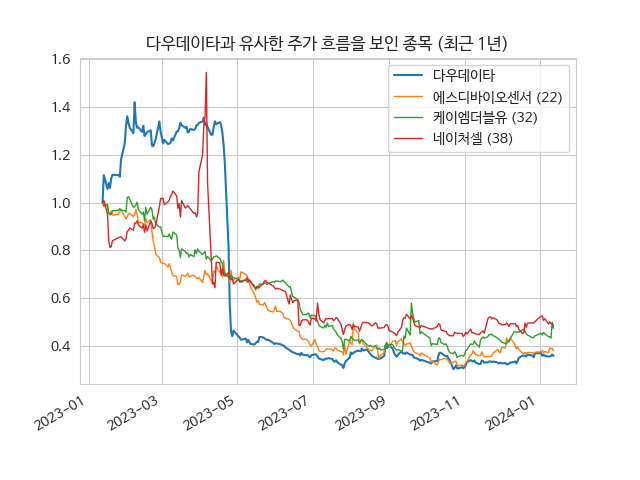 다우데이타과 유사한 주가 흐름을 보인 종목 (최근 1년)
1.6
1.4
1.2
1.0
0.8
0.6
0.4
다우데이타
에스디바이오센서 (22)
케이엠더블유 (32)
네이처셀 (38)
2023-01
2023-03
2023-05
2023-07
2023-09
2023-11
2024-01